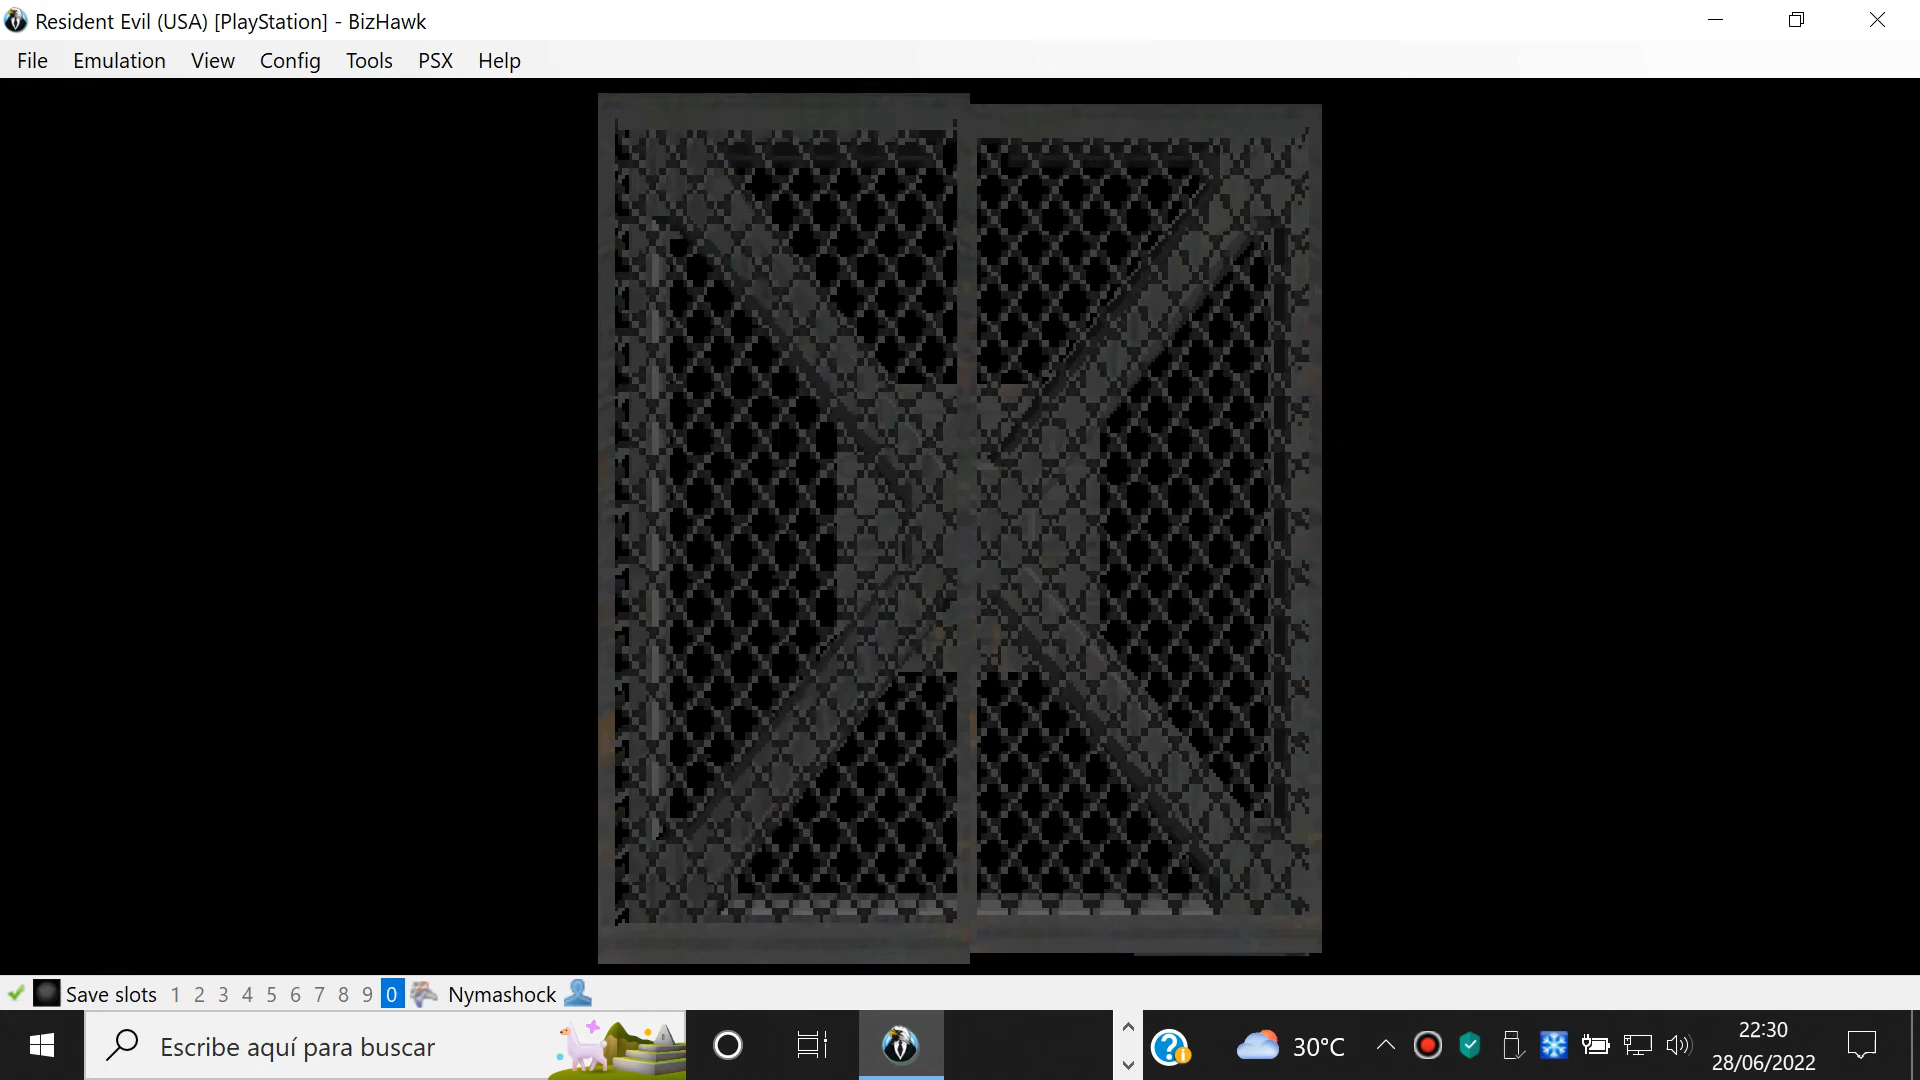 Resident Evil (USA) [PlayStation] - BizHawk
File Emulation View Config Tools PSX Help
Save slots 1 2 3 4 5 6 7 8 9 0 Nymashock
Escribe aquí para buscar
30°C
22:30
28/06/2022